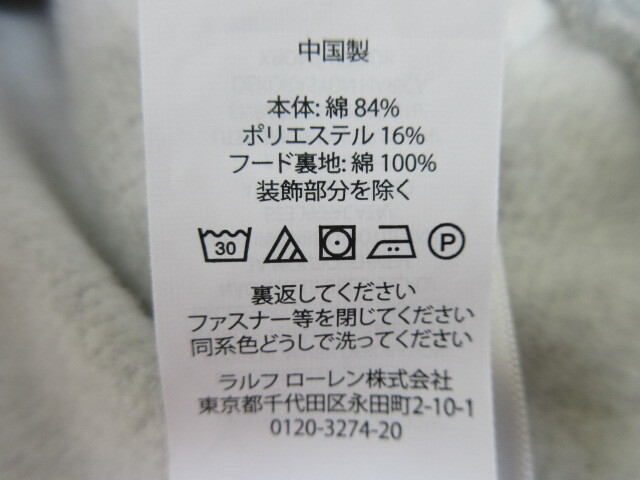 中国製
本体: 綿 84%
ポリエステル 16%
フード裏地: 綿 100%
装飾部分を除く
30 P
裏返してください
ファスナー等を閉じてください
同系色どうしで洗ってください
ラルフ ローレン株式会社
東京都千代田区永田町2-10-1
0120-3274-20